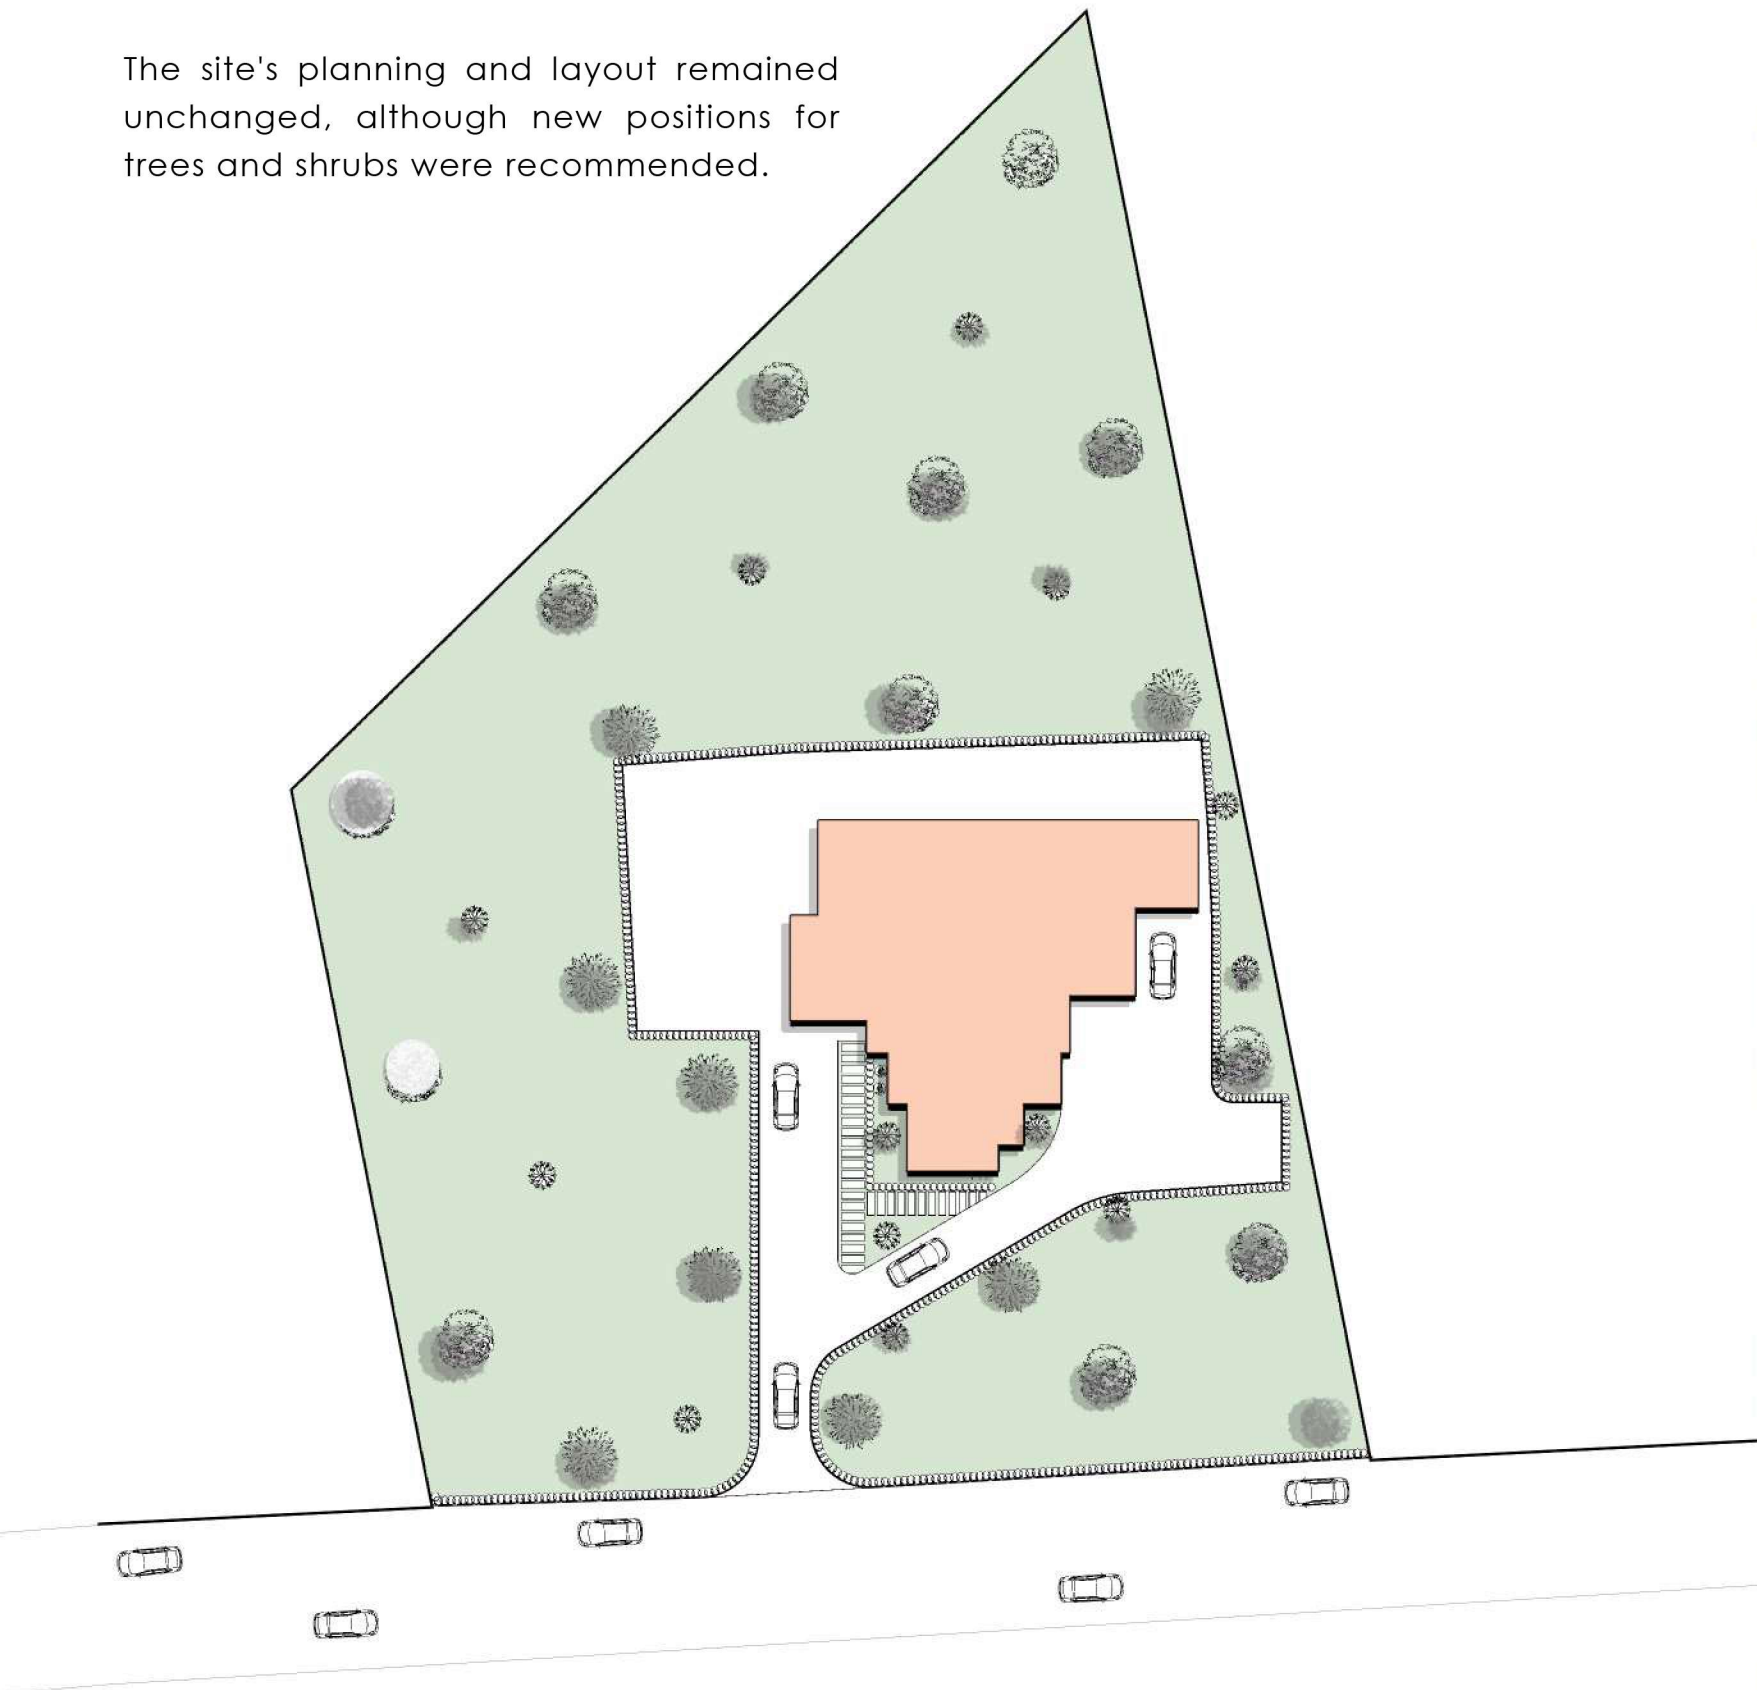 The site's planning and layout remained
unchanged, although new positions for
trees and shrubs were recommended.